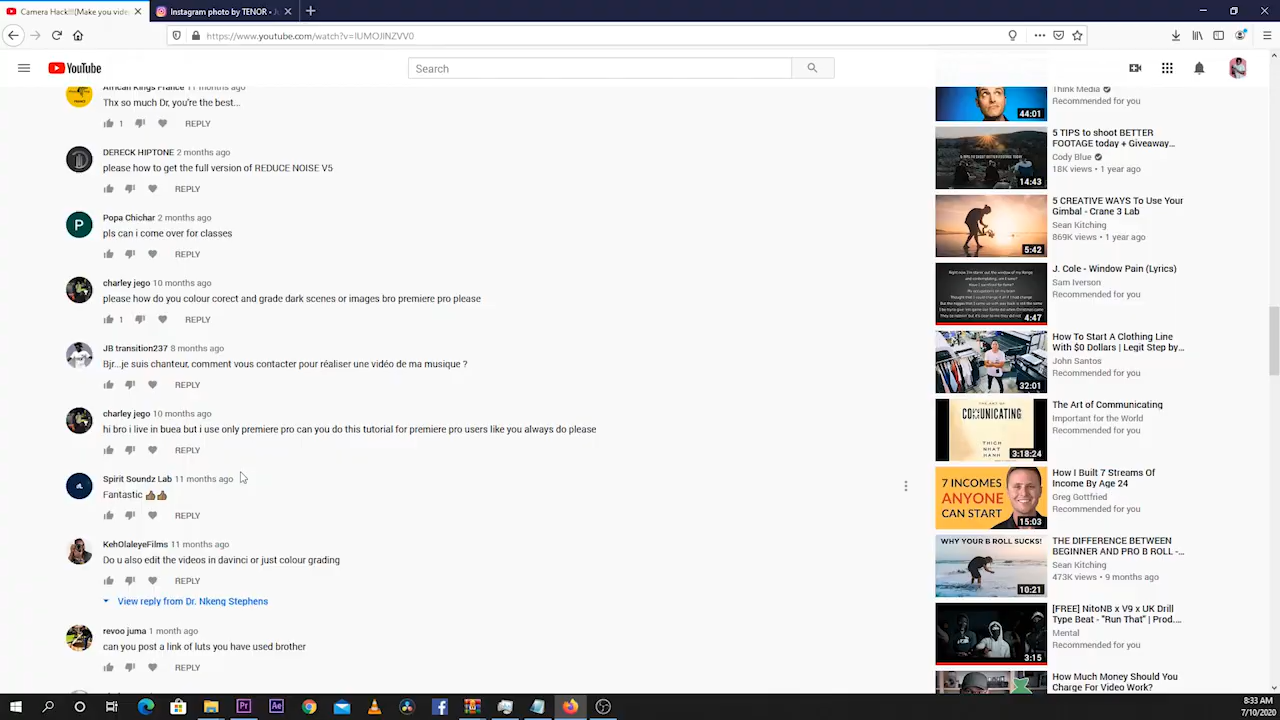 Camera Hack!!!(Make you vide
Instagram photo by TENOR • Ju
https://www.youtube.com/watch?v=IUMOJINZVV0
YouTube
Search
African Kings France 11 months ago
Thx so much Dr, you're the best...
1
REPLY
DERECK HIPTONE 2 months ago
please how to get the full version of REDUCE NOISE V5
REPLY
Popa Chichar 2 months ago
P
pls can i come over for classes
REPLY
charley jego 10 months ago
please how do you colour corect and grade dark scenes or images bro premiere pro please
1
REPLY
JB transition237 8 months ago
Bjr...je suis chanteur, comment vous contacter pour réaliser une vidéo de ma musique ?
REPLY
charley jego 10 months ago
hi bro i live in buea but i use only premiere pro can you do this tutorial for premiere pro users like you always do please
REPLY
Spirit Soundz Lab 11 months ago
Fantastic 👍🏾👍🏾
REPLY
KehOlaleyeFilms 11 months ago
Do u also edit the videos in davinci or just colour grading
REPLY
View reply from Dr. Nkeng Stephens
revoo juma 1 month ago
can you post a link of luts you have used brother
REPLY
Think Media
Recommended for you
44:01
5 TIPS to shoot BETTER
FOOTAGE today + Giveaway...
Cody Blue
18K views • 1 year ago
14:43
5 CREATIVE WAYS To Use Your
Gimbal - Crane 3 Lab
Sean Kitching
869K views • 1 year ago
5:42
J. Cole - Window Pain (Lyrics)
Sam Iverson
Recommended for you
4:47
How To Start A Clothing Line
With $0 Dollars | Legit Step by...
John Santos
Recommended for you
32:01
The Art of Communicating
Important for the World
Recommended for you
THE ART OF
COMMUNICATING
THICH
NHAT
HANH
3:18:24
How I Built 7 Streams Of
Income By Age 24
Greg Gottfried
Recommended for you
7 INCOMES
ANYONE
CAN START
15:03
THE DIFFERENCE BETWEEN
BEGINNER AND PRO B ROLL -...
Sean Kitching
473K views • 9 months ago
WHY YOUR B ROLL SUCKS!
10:21
[FREE] NitoNB x V9 x UK Drill
Type Beat - "Run That" | Prod....
Mental
Recommended for you
3:15
How Much Money Should You
Charge For Video Work?
Pr
Ae
8:33 AM
7/10/2020